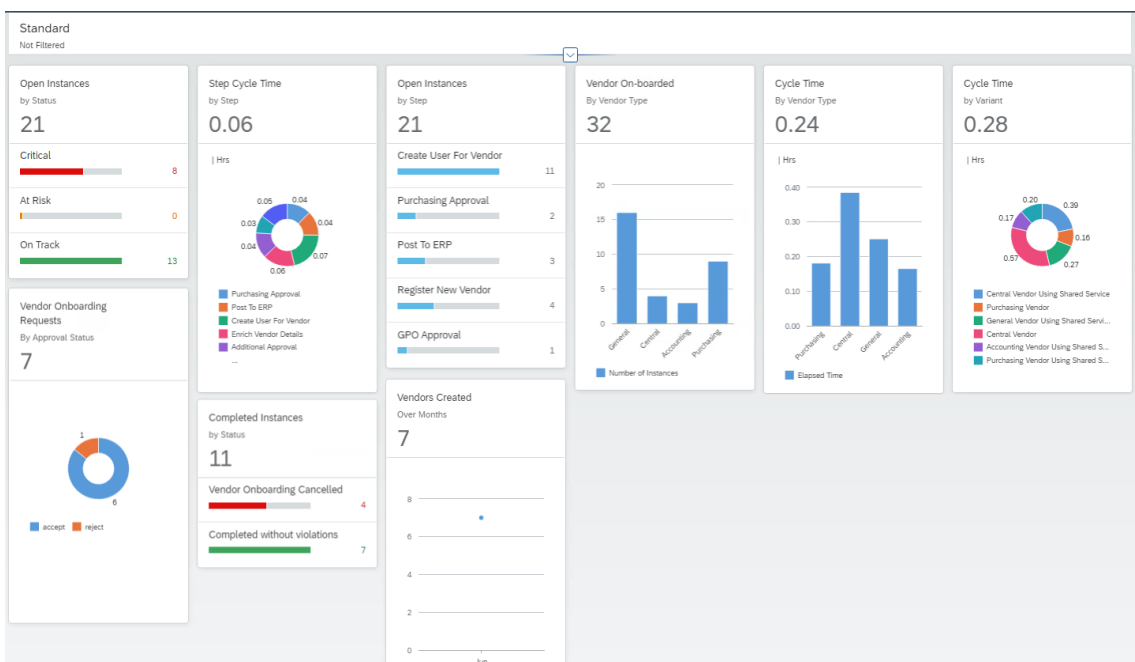 Standard
Not Filtered
Open Instances
by Status
21
Critical
8
At Risk
0
On Track
13
Vendor Onboarding
Requests
By Approval Status
7
1
6
accept reject
Step Cycle Time
by Step
0.06
| Hrs
0.05 0.04
0.03 0.04
0.04 0.07
0.06
Purchasing Approval
Post To ERP
Create User For Vendor
Enrich Vendor Details
Additional Approval
...
Completed Instances
by Status
11
Vendor Onboarding Cancelled
4
Completed without violations
7
Open Instances
by Step
21
Create User For Vendor
11
Purchasing Approval
2
Post To ERP
3
Register New Vendor
4
GPO Approval
1
Vendors Created
Over Months
7
8
6
4
2
0
Vendor On-boarded
By Vendor Type
32
20
15
10
5
0
General Central Accounting Purchasing
Number of Instances
Cycle Time
By Vendor Type
0.24
| Hrs
0.40
0.30
0.20
0.10
0.00
Purchasing Central General Accounting
Elapsed Time
Cycle Time
by Variant
0.28
| Hrs
0.20 0.39
0.17 0.16
0.57 0.27
Central Vendor Using Shared Service
Purchasing Vendor
General Vendor Using Shared Servi...
Central Vendor
Accounting Vendor Using Shared S...
Purchasing Vendor Using Shared S...